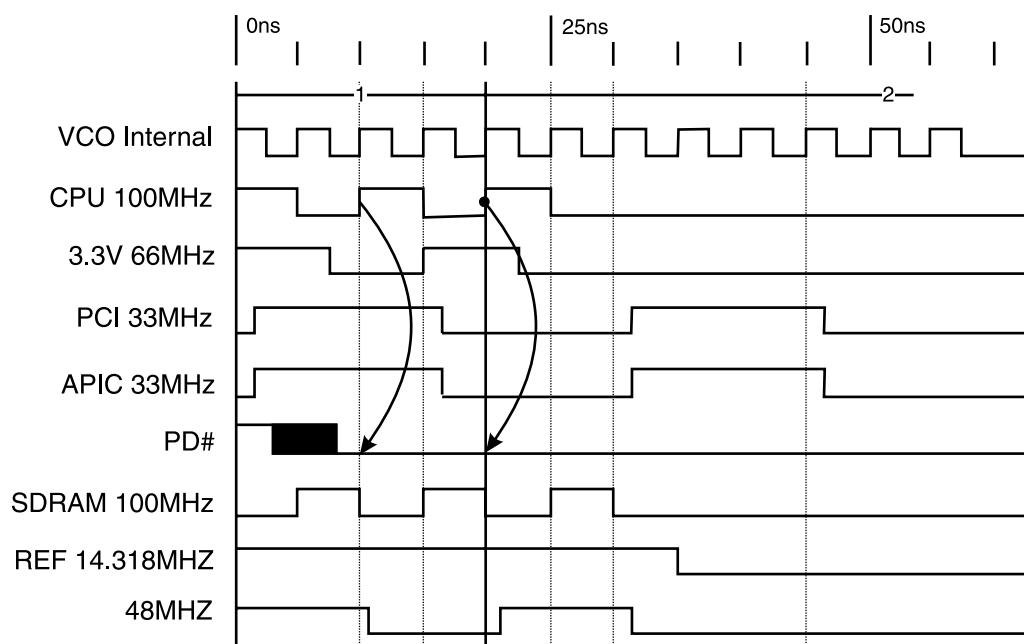 0ns 25ns 50ns
1 2
VCO Internal
CPU 100MHz
3.3V 66MHz
PCI 33MHz
APIC 33MHz
PD#
SDRAM 100MHz
REF 14.318MHZ
48MHZ